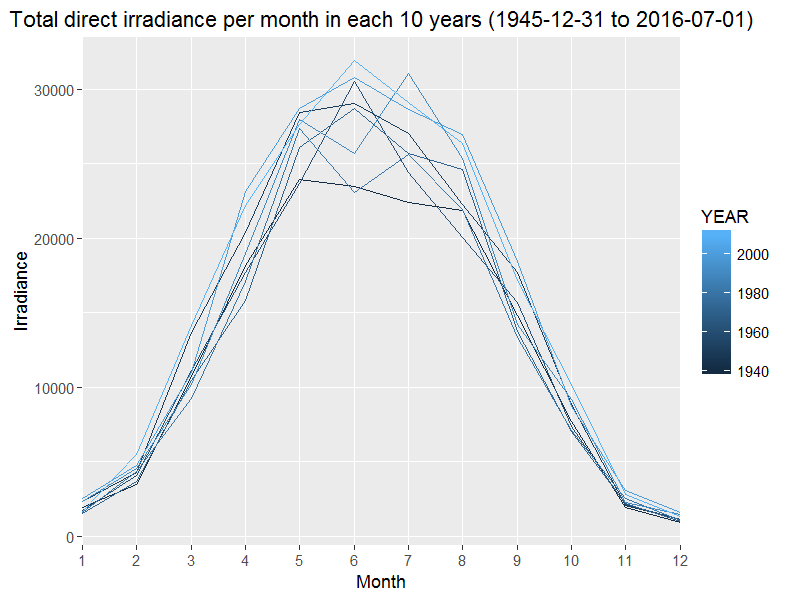 Total direct irradiance per month in each 10 years (1945-12-31 to 2016-07-01)
30000
20000
10000
0
Irradiance
1 2 3 4 5 6 7 8 9 10 11 12
Month
YEAR
2000
1980
1960
1940